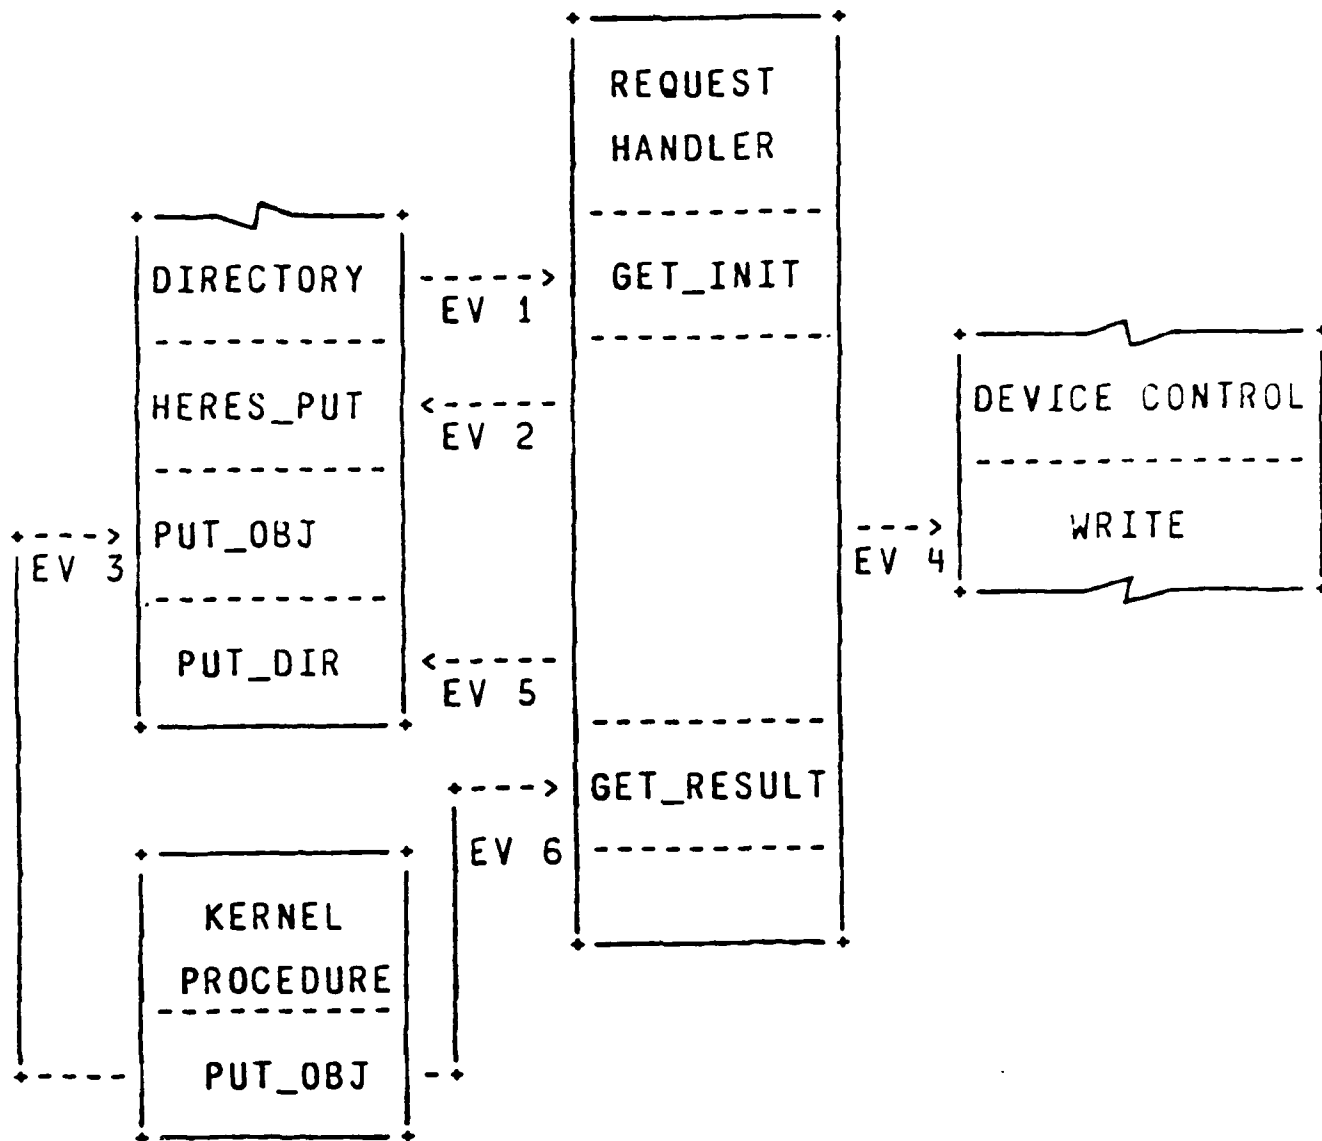 REQUEST
HANDLER
DIRECTORY
EV 1
GET_INIT
HERES_PUT
EV 2
DEVICE CONTROL
EV 3
PUT_OBJ
EV 4
WRITE
PUT_DIR
EV 5
GET_RESULT
EV 6
KERNEL
PROCEDURE
PUT_OBJ